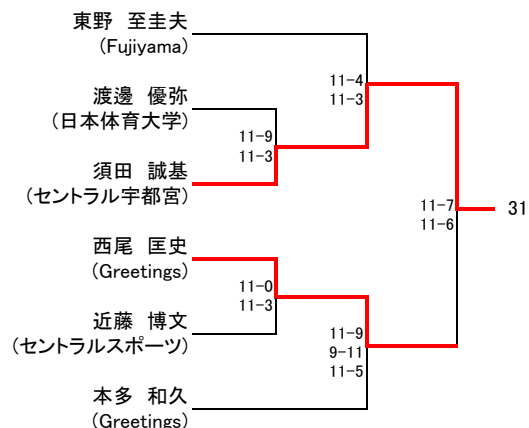 東野 至圭夫
(Fujiyama)
11-4
11-3
渡邊 優弥
(日本体育大学)
11-9
11-3
須田 誠基
(セントラル宇都宮)
11-7
11-6
31
西尾 匡史
(Greetings)
11-0
11-3
近藤 博文
(セントラルスポーツ)
11-9
9-11
11-5
本多 和久
(Greetings)